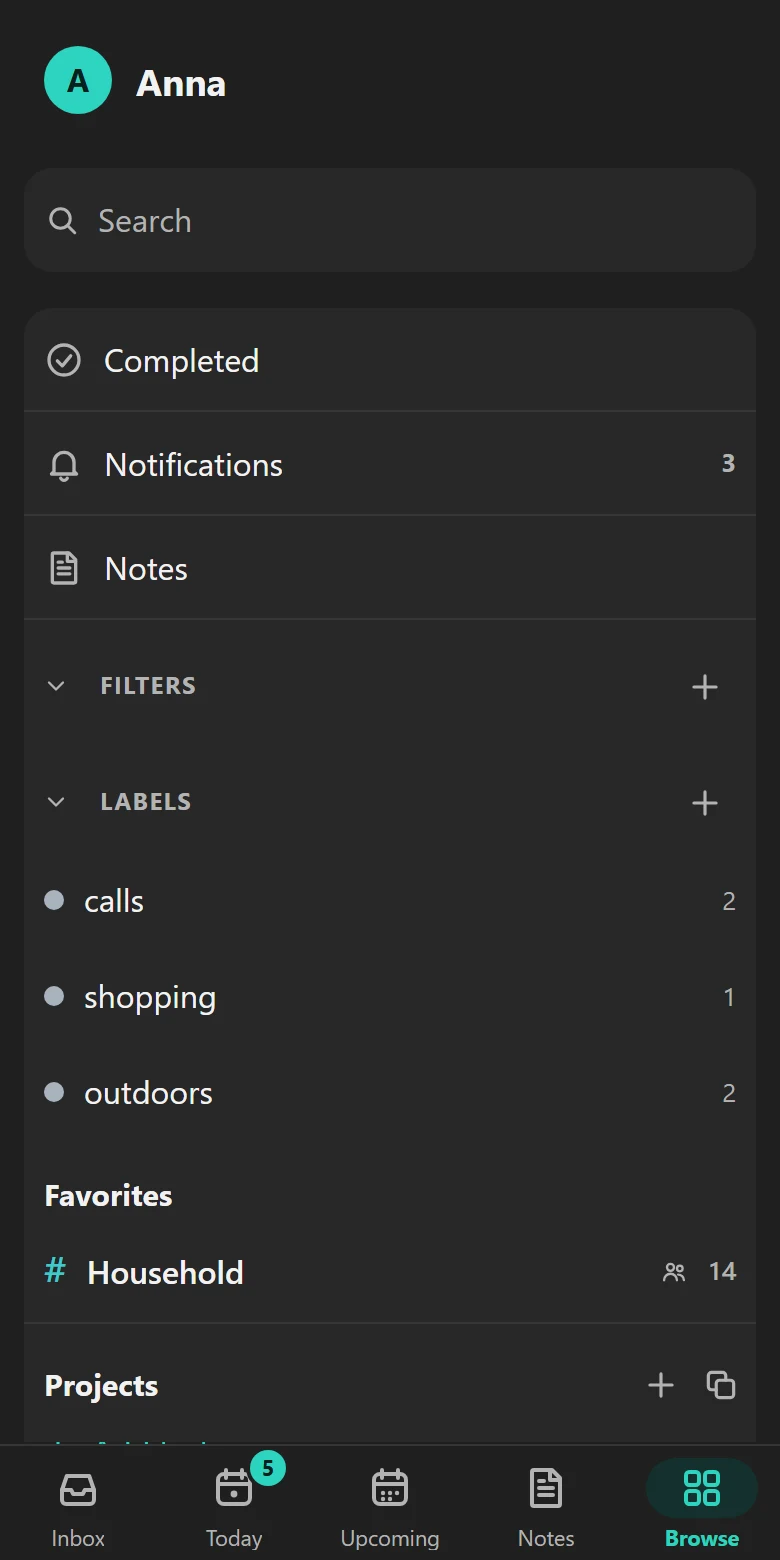 A Anna
Search
Completed
Notifications 3
Notes
FILTERS
LABELS
calls 2
shopping 1
outdoors 2
Favorites
# Household 14
Projects
5
Inbox Today Upcoming Notes Browse